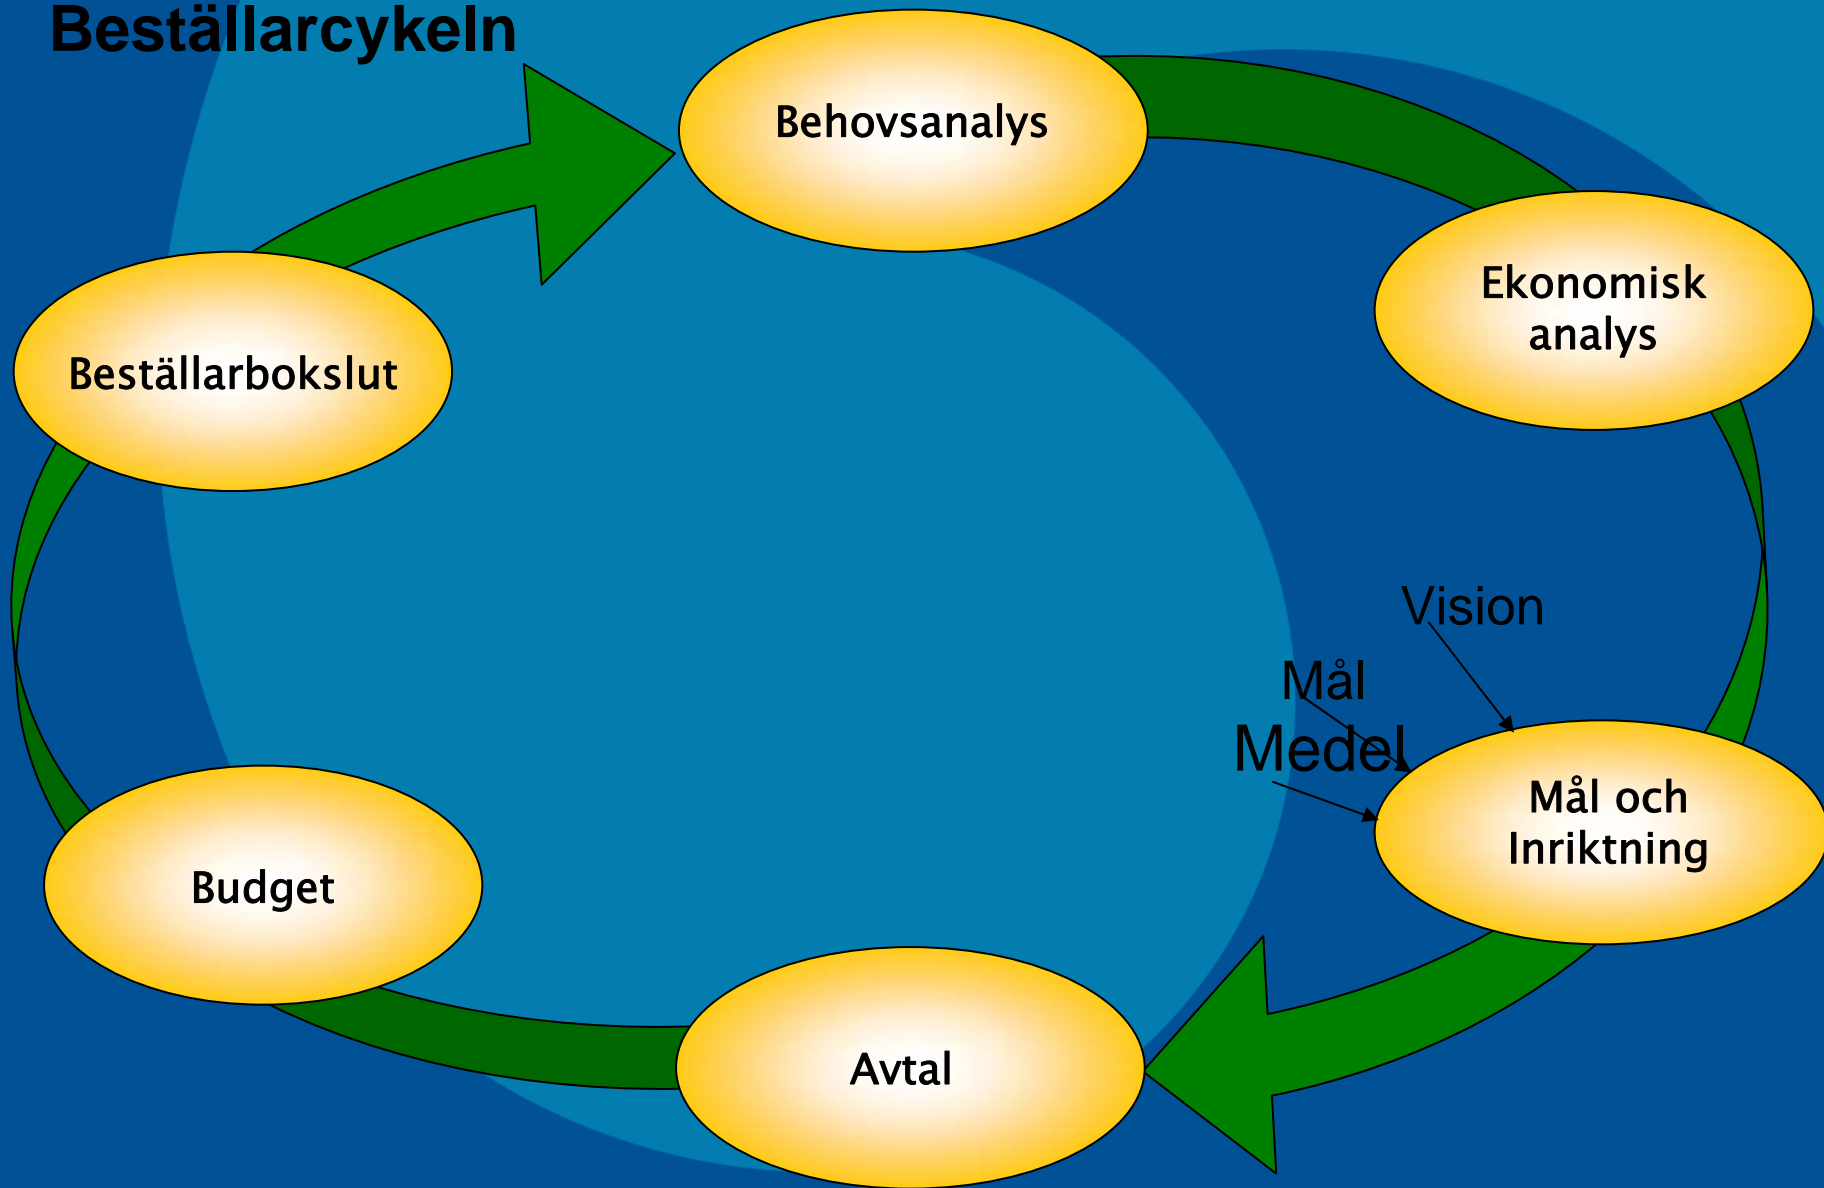 Beställarcykeln
Behovsanalys
Ekonomisk
analys
Beställarbokslut
Vision
Mål
Medel
Mål och
Inriktning
Budget
Avtal